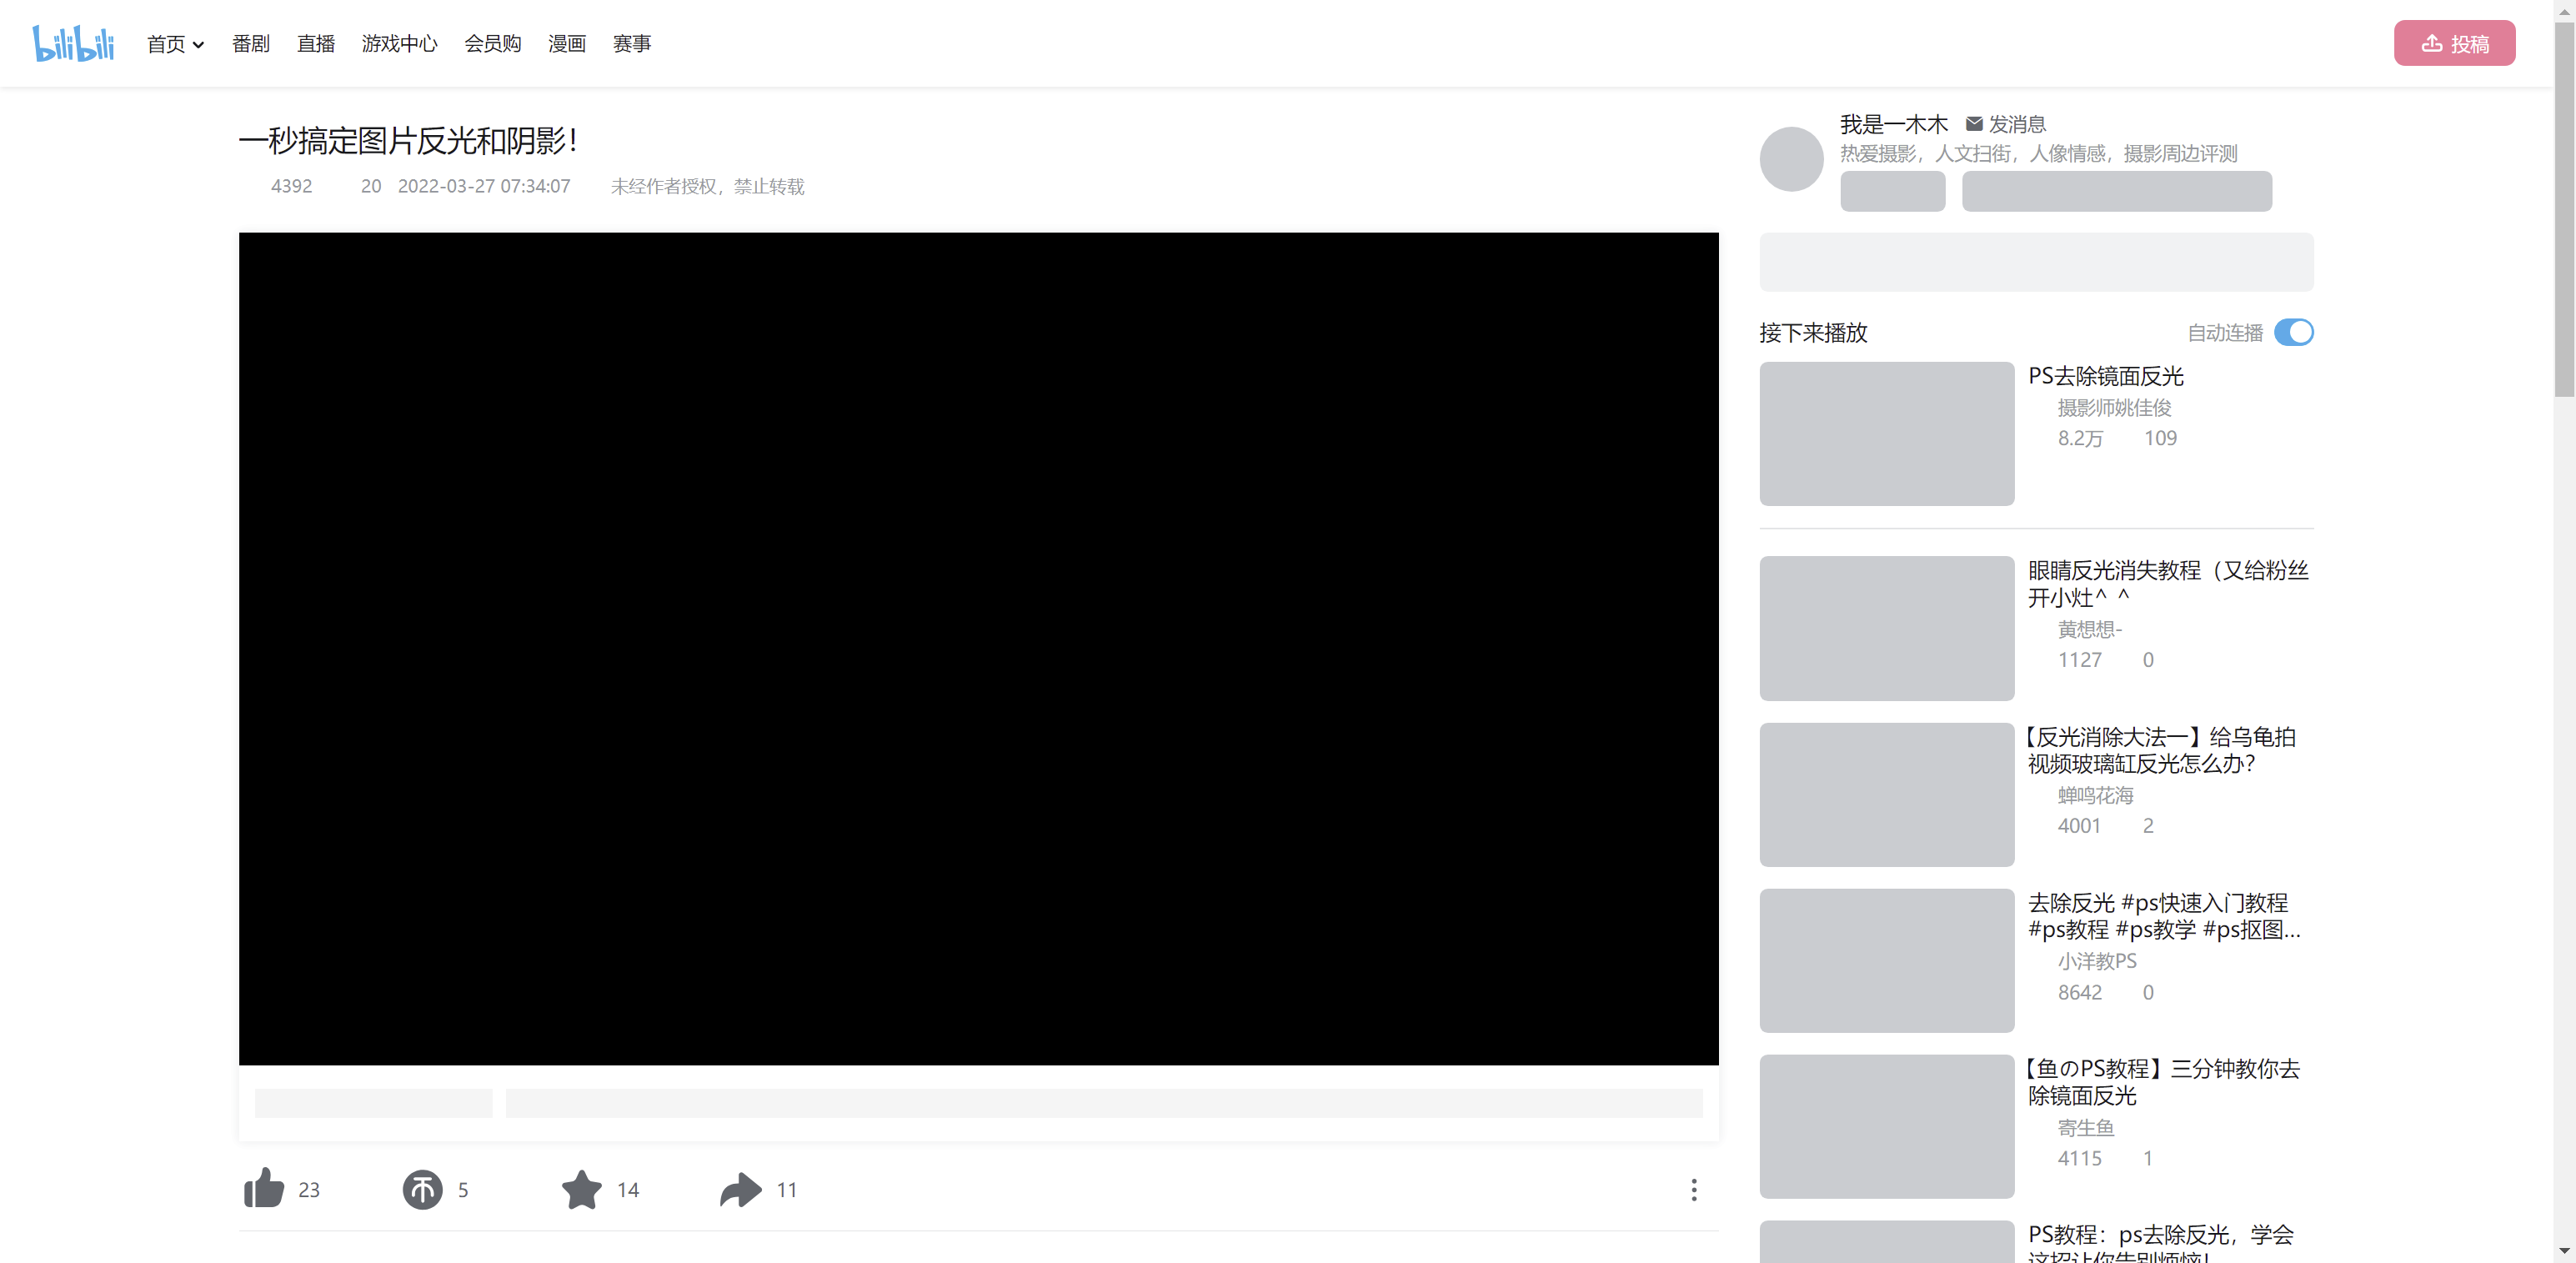 bilibili
首页 番剧 直播 游戏中心 会员购 漫画 赛事 投稿
一秒搞定图片反光和阴影！
4392 20 2022-03-27 07:34:07 未经作者授权，禁止转载
我是一木木 发消息
热爱摄影，人文扫街，人像情感，摄影周边评测
接下来播放 自动连播
PS去除镜面反光
摄影师姚佳俊
8.2万 109
眼睛反光消失教程（又给粉丝
开小灶^ ^
黄想想-
1127 0
【反光消除大法一】给乌龟拍
视频玻璃缸反光怎么办？
蝉鸣花海
4001 2
去除反光 #ps快速入门教程
#ps教程 #ps教学 #ps抠图...
小洋教PS
8642 0
【鱼のPS教程】三分钟教你去
除镜面反光
寄生鱼
4115 1
PS教程：ps去除反光，学会
这招让你告别烦恼！
23 5 14 11